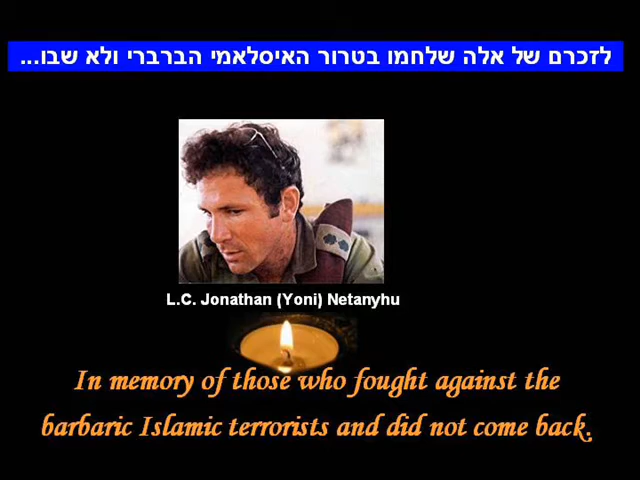 לזכרם של אלה שלחמו בטרור האיסלאמי הברברי ולא שבו...
L.C. Jonathan (Yoni) Netanyhu
In memory of those who fought against the
barbaric Islamic terrorists and did not come back.